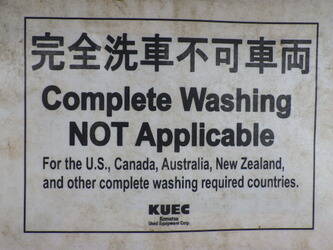 完全洗車不可車両
Complete Washing
NOT Applicable
For the U.S., Canada, Australia, New Zealand,
and other complete washing required countries.
KUEC
Komatsu
Used Equipment Corp.